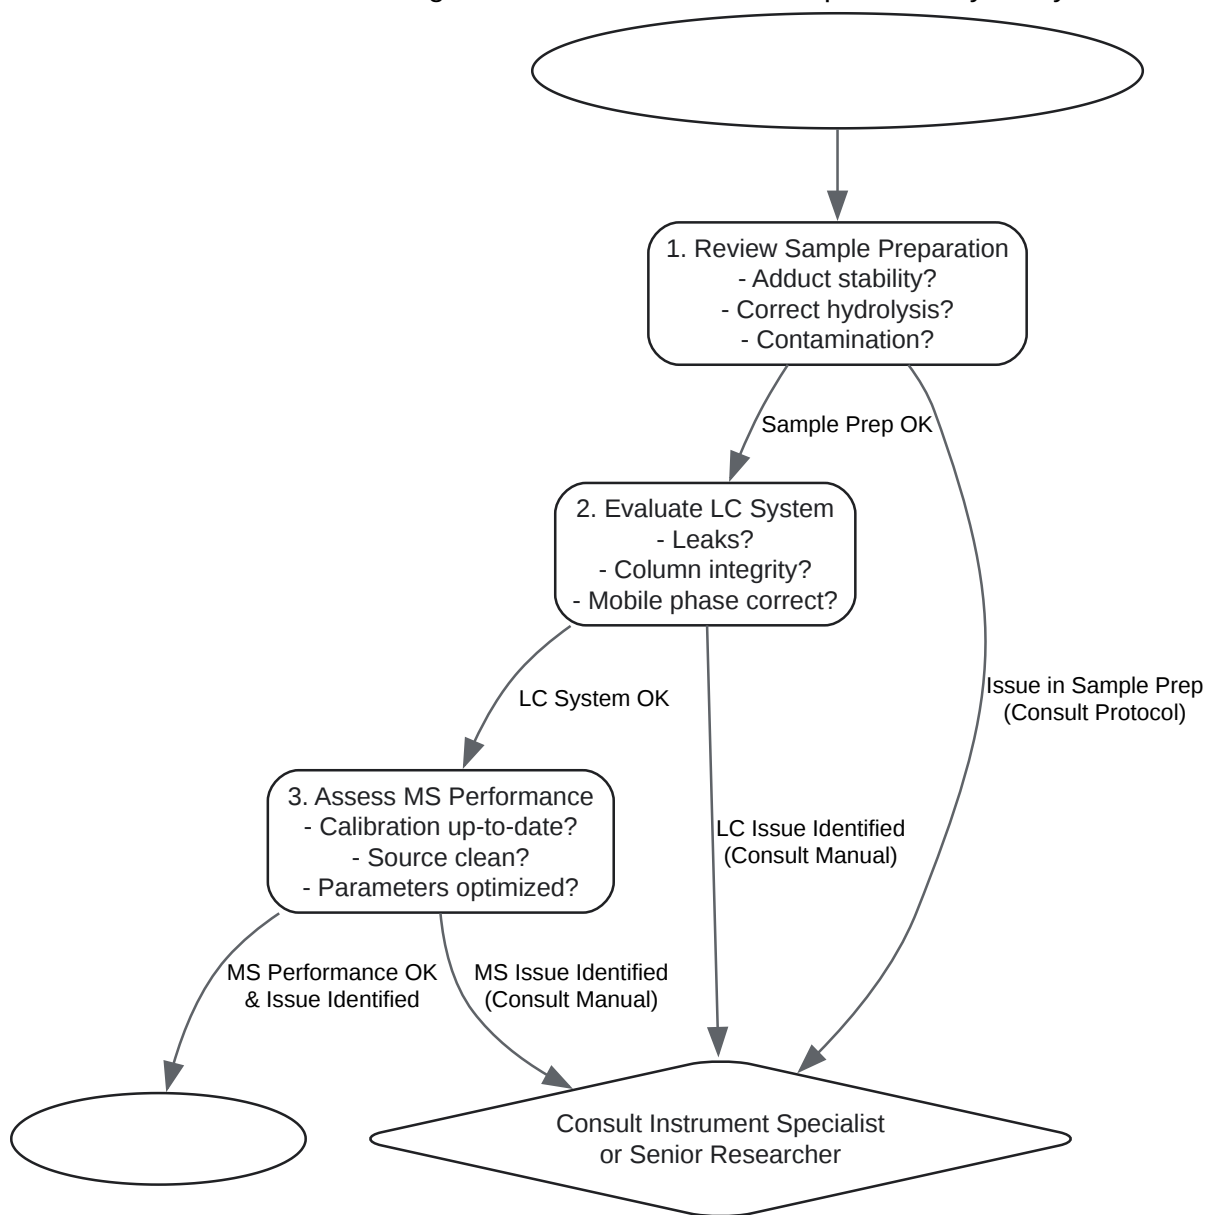 1. Review Sample Preparation
- Adduct stability?
- Correct hydrolysis?
- Contamination?
Sample Prep OK
2. Evaluate LC System
- Leaks?
- Column integrity?
- Mobile phase correct?
LC System OK
Issue in Sample Prep
(Consult Protocol)
3. Assess MS Performance
- Calibration up-to-date?
- Source clean?
- Parameters optimized?
LC Issue Identified
(Consult Manual)
MS Performance OK
& Issue Identified
MS Issue Identified
(Consult Manual)
Consult Instrument Specialist
or Senior Researcher